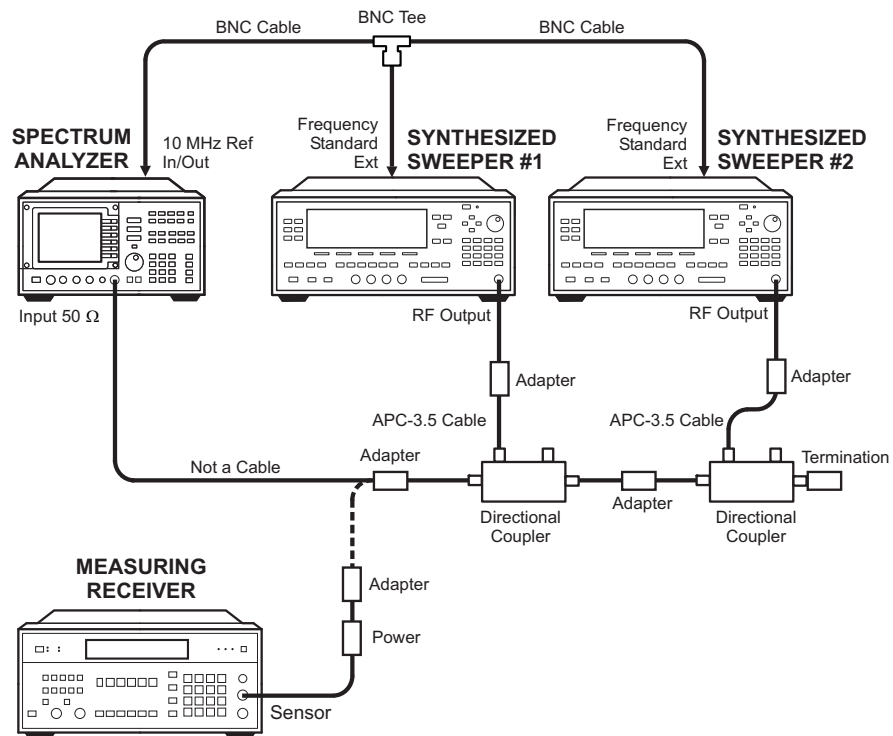 BNC Tee
BNC Cable
BNC Cable
SPECTRUM
ANALYZER
10 MHz Ref
In/Out
Frequency
Standard
Ext
SYNTHESIZED
SWEEPER #1
Frequency
Standard
Ext
SYNTHESIZED
SWEEPER #2
Input 50 Ω
RF Output
RF Output
Adapter
Adapter
APC-3.5 Cable
APC-3.5 Cable
Not a Cable
Adapter
Termination
Adapter
Directional
Coupler
Directional
Coupler
MEASURING
RECEIVER
Adapter
Power
Sensor